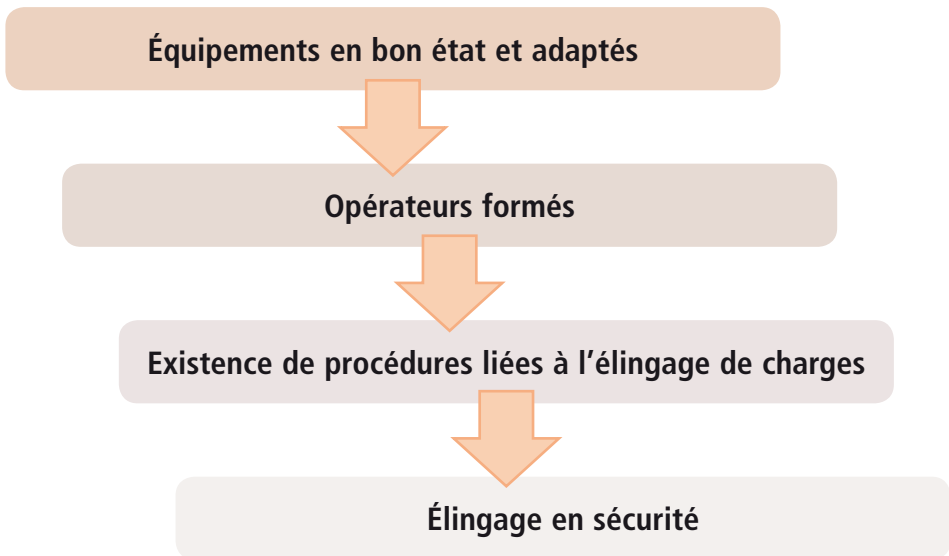 Équipements en bon état et adaptés
Opérateurs formés
Existence de procédures liées à l’élingage de charges
Élingage en sécurité